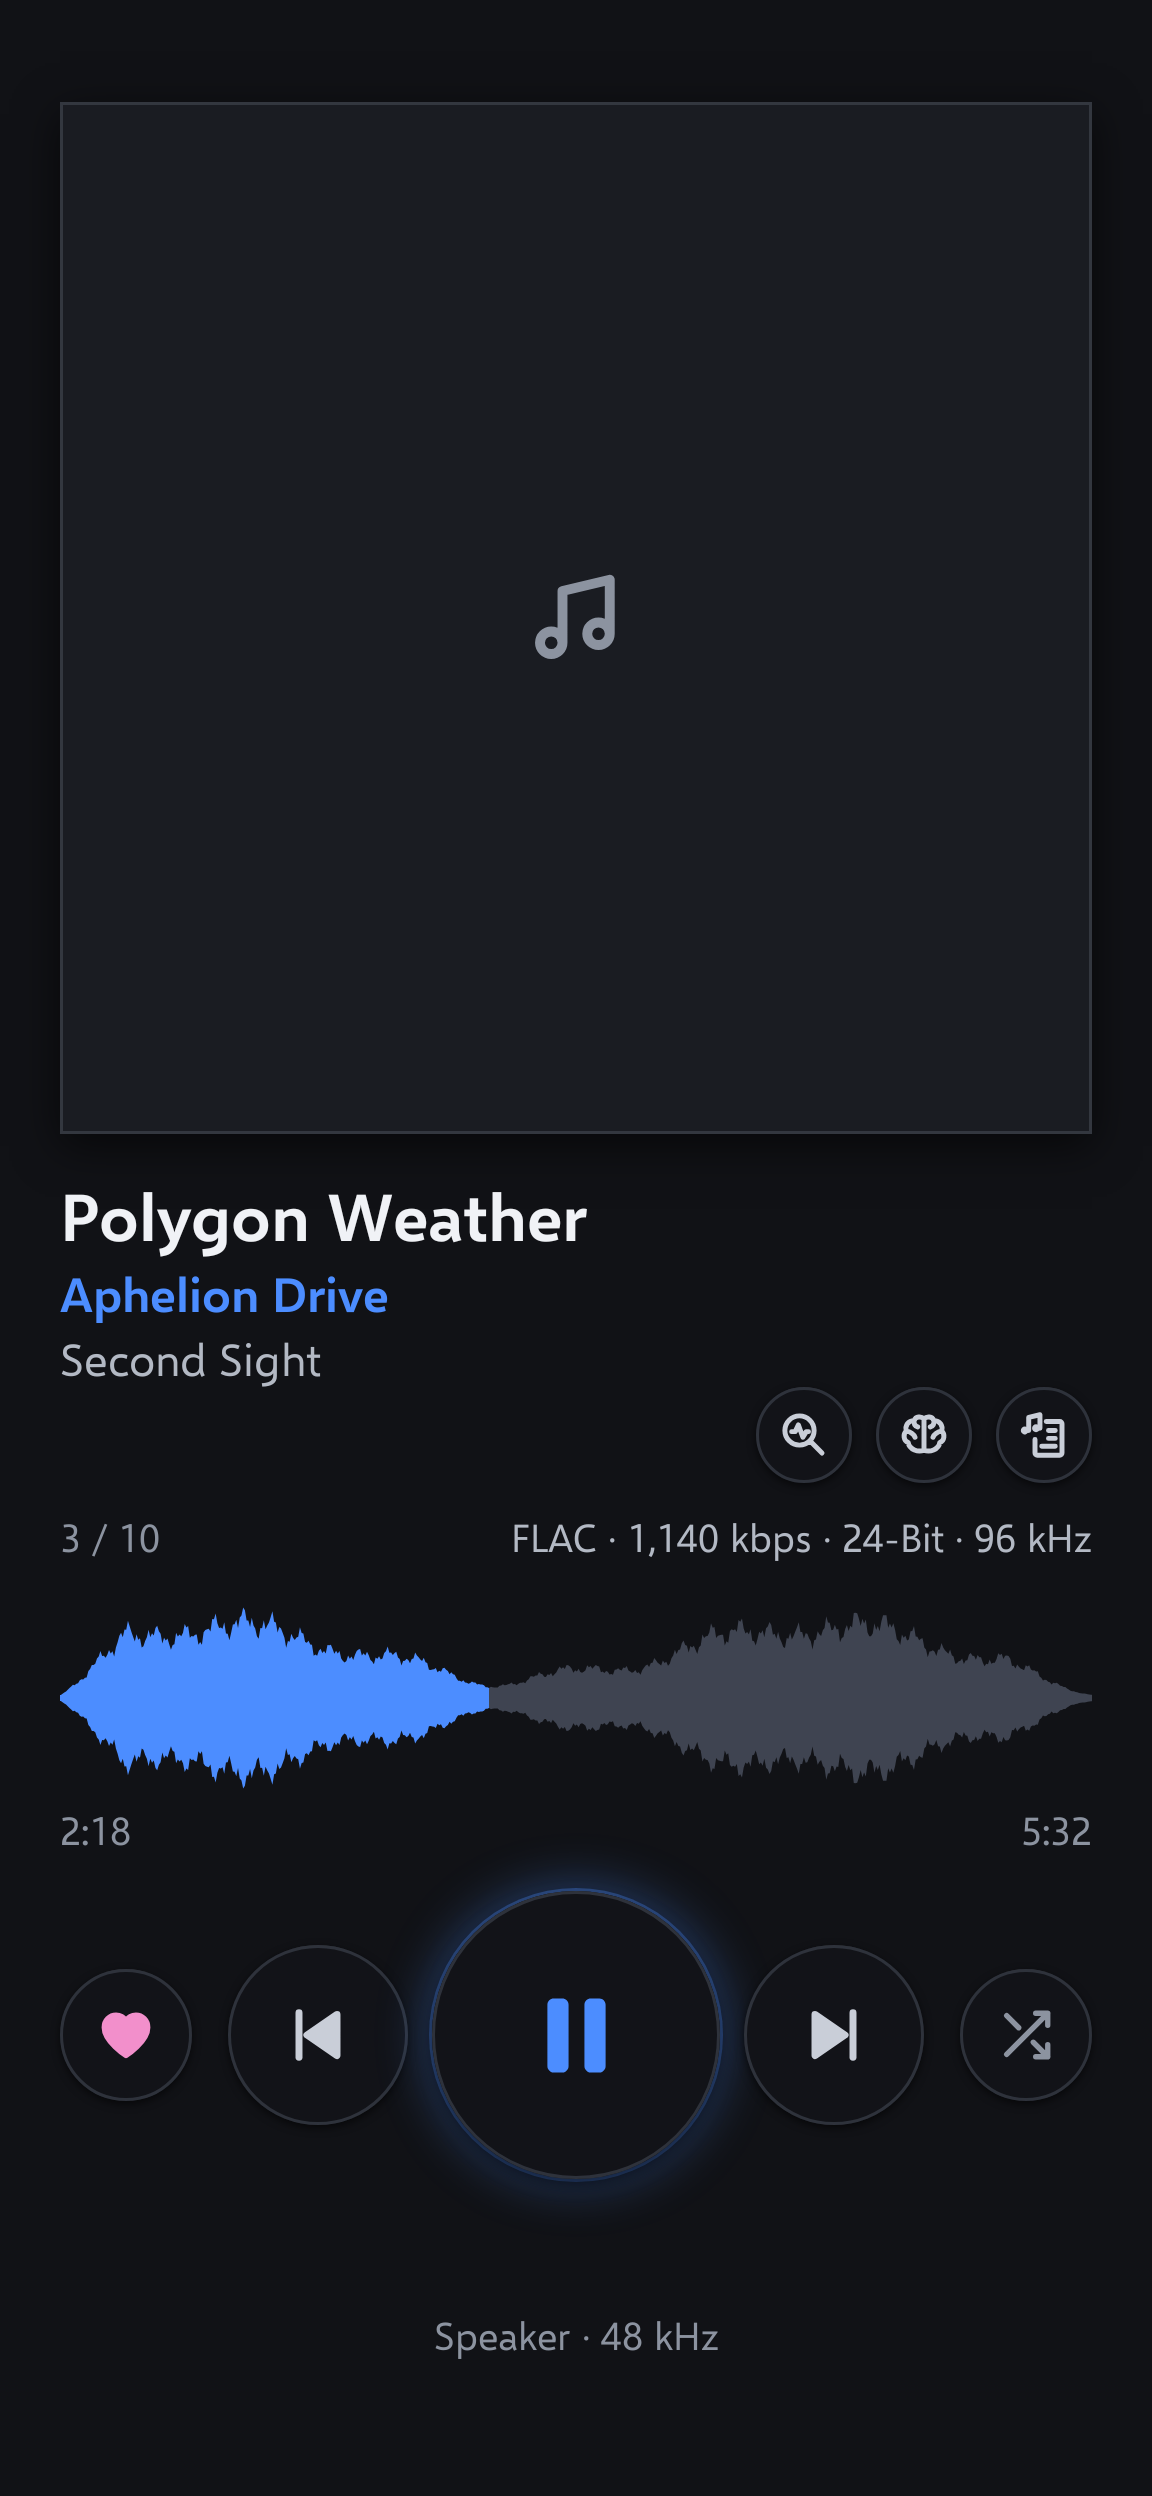 Polygon Weather
Aphelion Drive
Second Sight
3 / 10
FLAC · 1,140 kbps · 24-Bit · 96 kHz
2:18
5:32
Speaker · 48 kHz